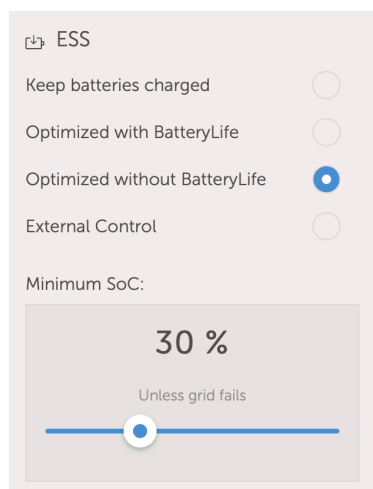 ESS
Keep batteries charged
Optimized with BatteryLife
Optimized without BatteryLife
External Control
Minimum SoC:
30 %
Unless grid fails